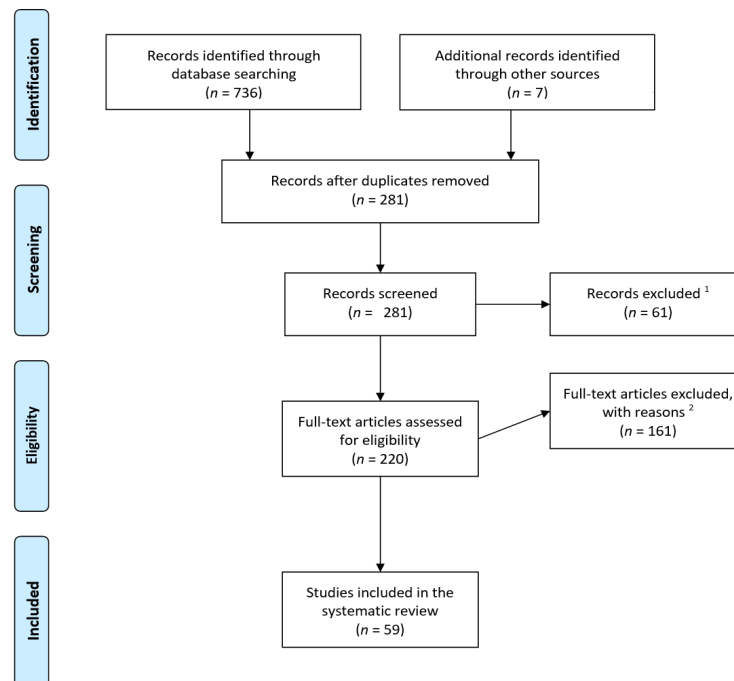 Identification
Records identified through
database searching
(n = 736)
Additional records identified
through other sources
(n = 7)
Records after duplicates removed
(n = 281)
Screening
Records screened
(n = 281)
Records excluded 1
(n = 61)
Eligibility
Full-text articles assessed
for eligibility
(n = 220)
Full-text articles excluded,
with reasons 2
(n = 161)
Included
Studies included in the
systematic review
(n = 59)